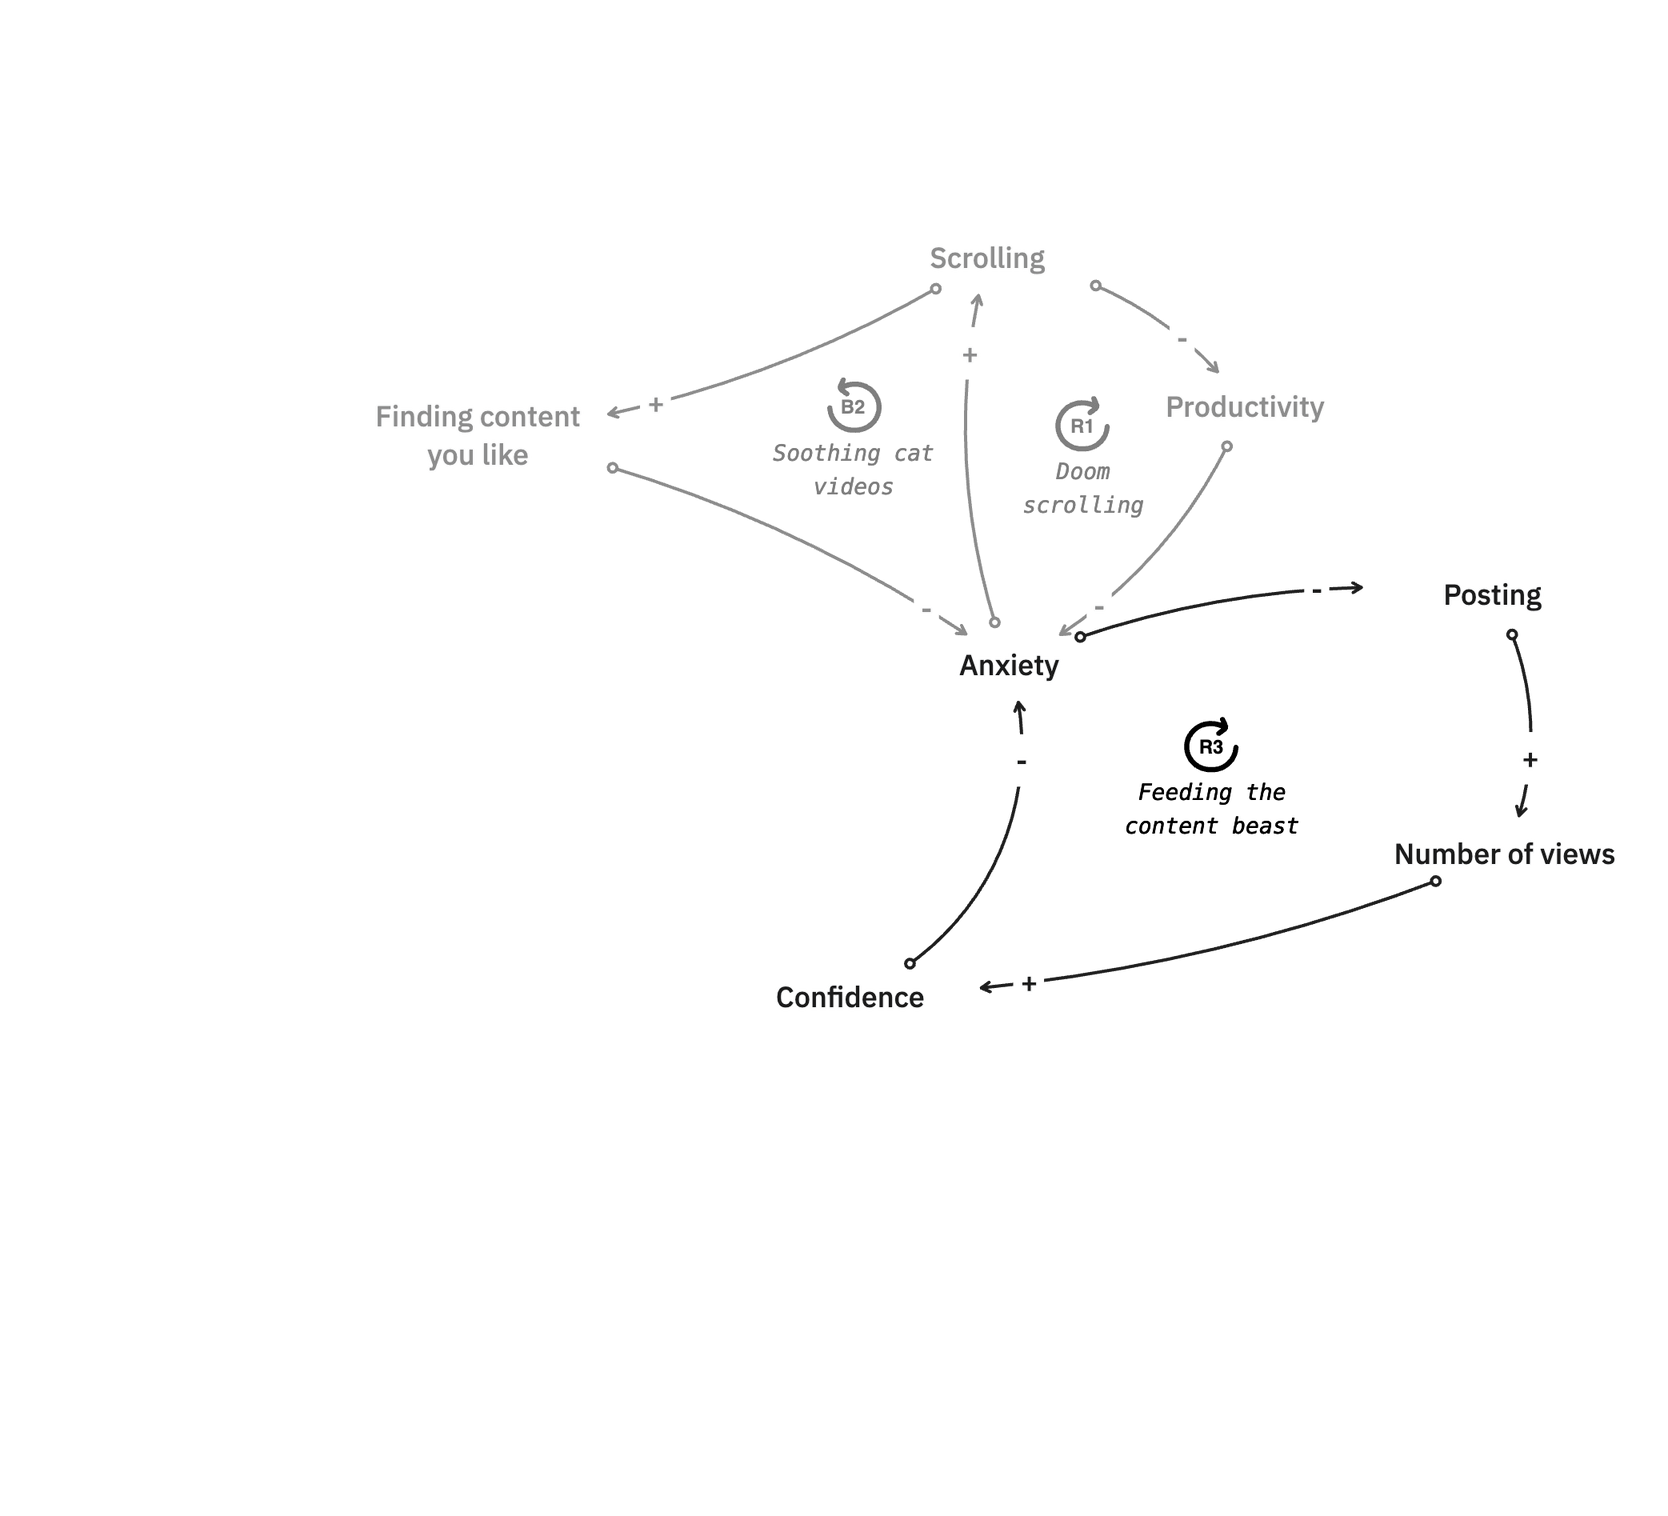 Scrolling
-
+
+
Finding content
you like
B2
Soothing cat
videos
R1
Doom
scrolling
Productivity
-
-
-
Posting
Anxiety
-
R3
Feeding the
content beast
+
Number of views
+
Confidence